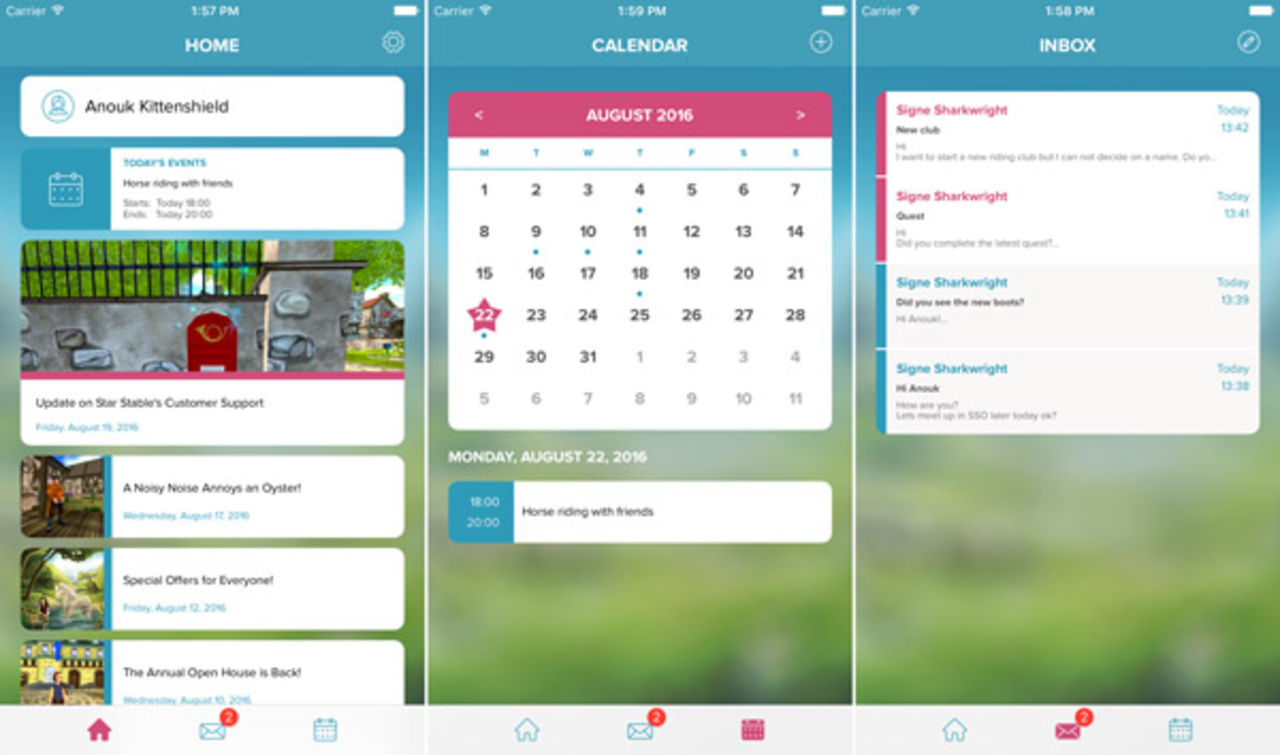 Carrier 1:57 PM
HOME
Anouk Kittenshield
TODAY'S EVENTS
Horse riding with friends
Starts: Today 18:00
Ends: Today 20:00
Update on Star Stable's Customer Support
Friday, August 19, 2016
A Noisy Noise Annoys an Oyster!
Wednesday, August 17, 2016
Special Offers for Everyone!
Friday, August 12, 2016
The Annual Open House is Back!
Wednesday, August 10, 2016
2
Carrier 1:59 PM
CALENDAR
< AUGUST 2016 >
M T W T F S S
1 2 3 4 5 6 7
8 9 10 11 12 13 14
15 16 17 18 19 20 21
22 23 24 25 26 27 28
29 30 31 1 2 3 4
5 6 7 8 9 10 11
MONDAY, AUGUST 22, 2016
18:00
20:00
Horse riding with friends
2
Carrier 1:58 PM
INBOX
Signe Sharkwright Today
New club 13:42
Hi
I want to start a new riding club but I can not decide on a name. Do yo...
Signe Sharkwright Today
Quest 13:41
Hi
Did you complete the latest quest?...
Signe Sharkwright Today
Did you see the new boots? 13:39
Hi Anouk!...
Signe Sharkwright Today
Hi Anouk 13:38
How are you?
Lets meet up in SSO later today ok?
2